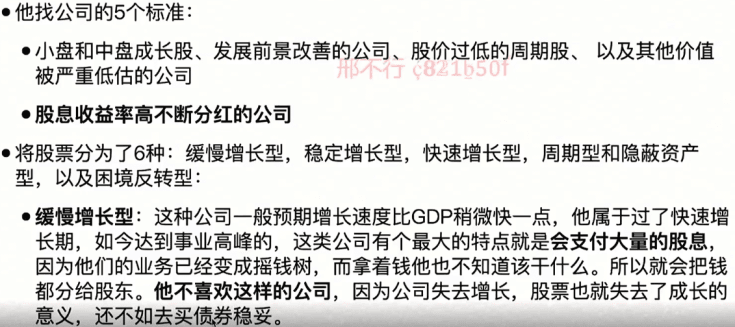 他找公司的5个标准：
小盘和中盘成长股、发展前景改善的公司、股价过低的周期股、 以及其他价值
被严重低估的公司
邢不行
股息收益率高不断分红的公司
将股票分为了6种：缓慢增长型，稳定增长型，快速增长型，周期型和隐蔽资产
型，以及困境反转型：
缓慢增长型：这种公司一般预期增长速度比GDP稍微快一点，他属于过了快速增
长期，如今达到事业高峰的，这类公司有个最大的特点就是会支付大量的股息，
因为他们的业务已经变成摇钱树，而拿着钱他也不知道该干什么。所以就会把钱
都分给股东。他不喜欢这样的公司，因为公司失去增长，股票也就失去了成长的
意义，还不如去买债券稳妥。